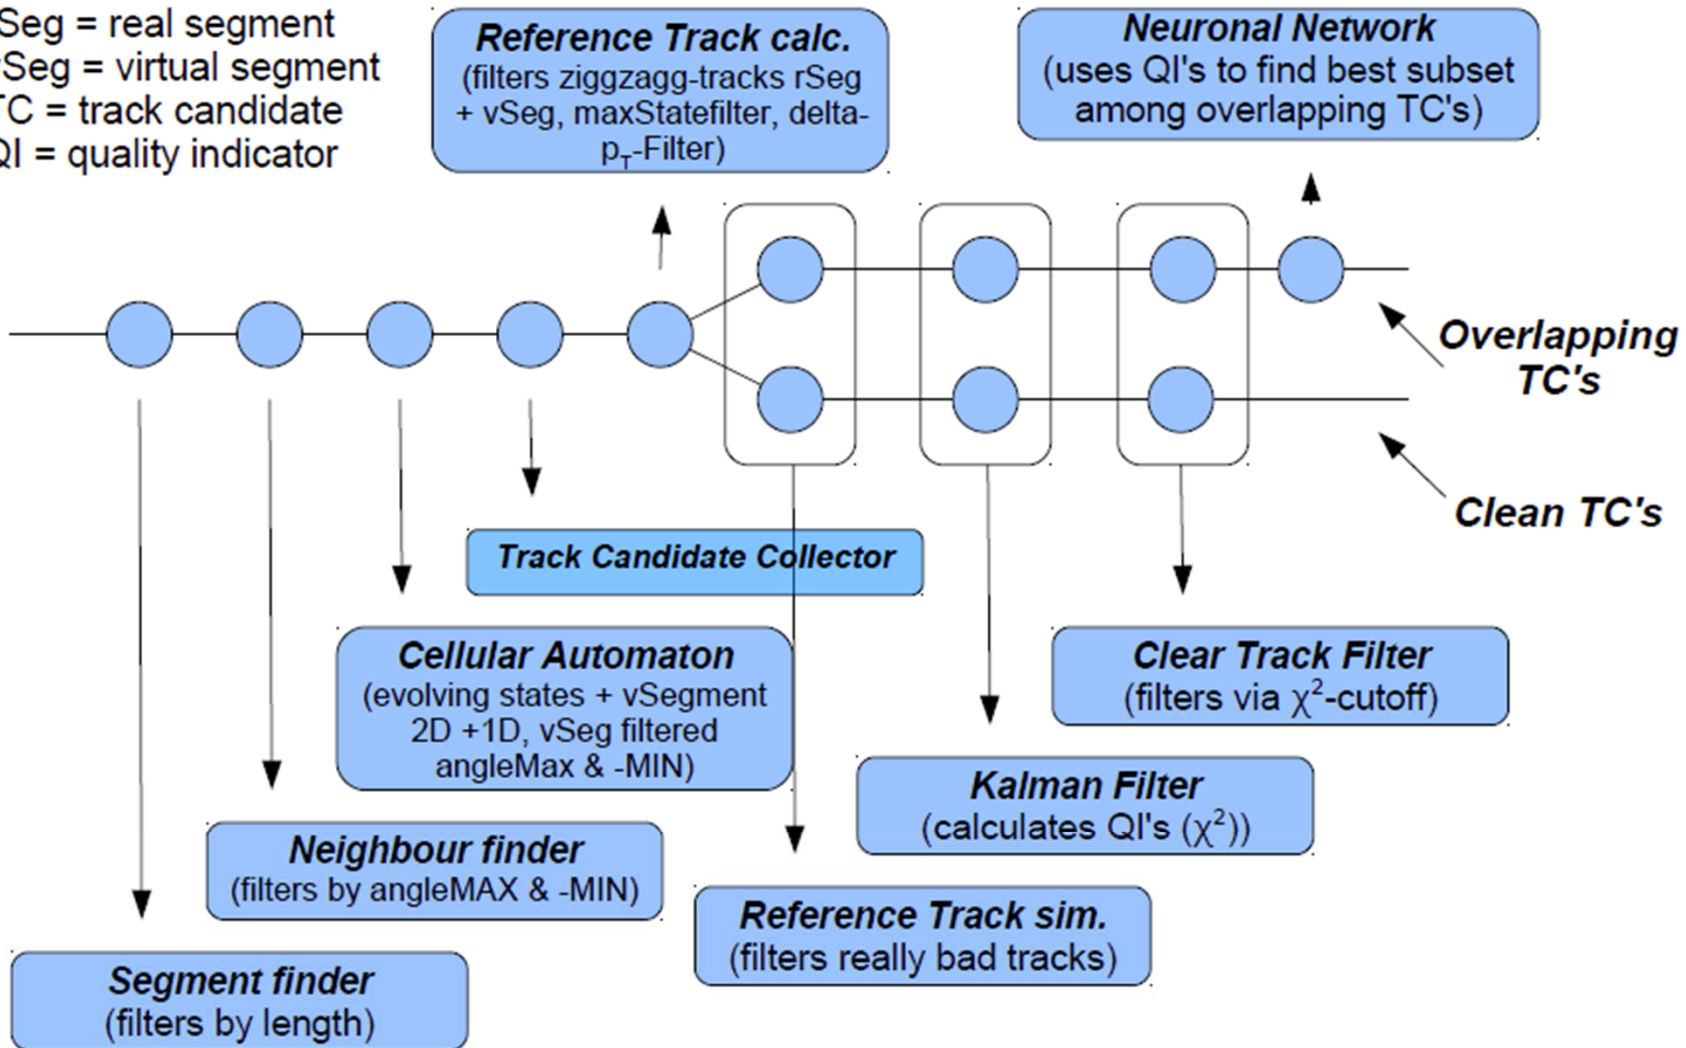 Seg = real segment
Seg = virtual segment
TC = track candidate
QI = quality indicator
Reference Track calc.
(filters ziggzagg-tracks rSeg
+ vSeg, maxStatefilter, delta-
pT-Filter)
Neuronal Network
(uses QI's to find best subset
among overlapping TC's)
Overlapping
TC's
Clean TC's
Track Candidate Collector
Cellular Automaton
(evolving states + vSegment
2D +1D, vSeg filtered
angleMax & -MIN)
Clear Track Filter
(filters via χ²-cutoff)
Kalman Filter
(calculates QI's (χ²))
Neighbour finder
(filters by angleMAX & -MIN)
Reference Track sim.
(filters really bad tracks)
Segment finder
(filters by length)